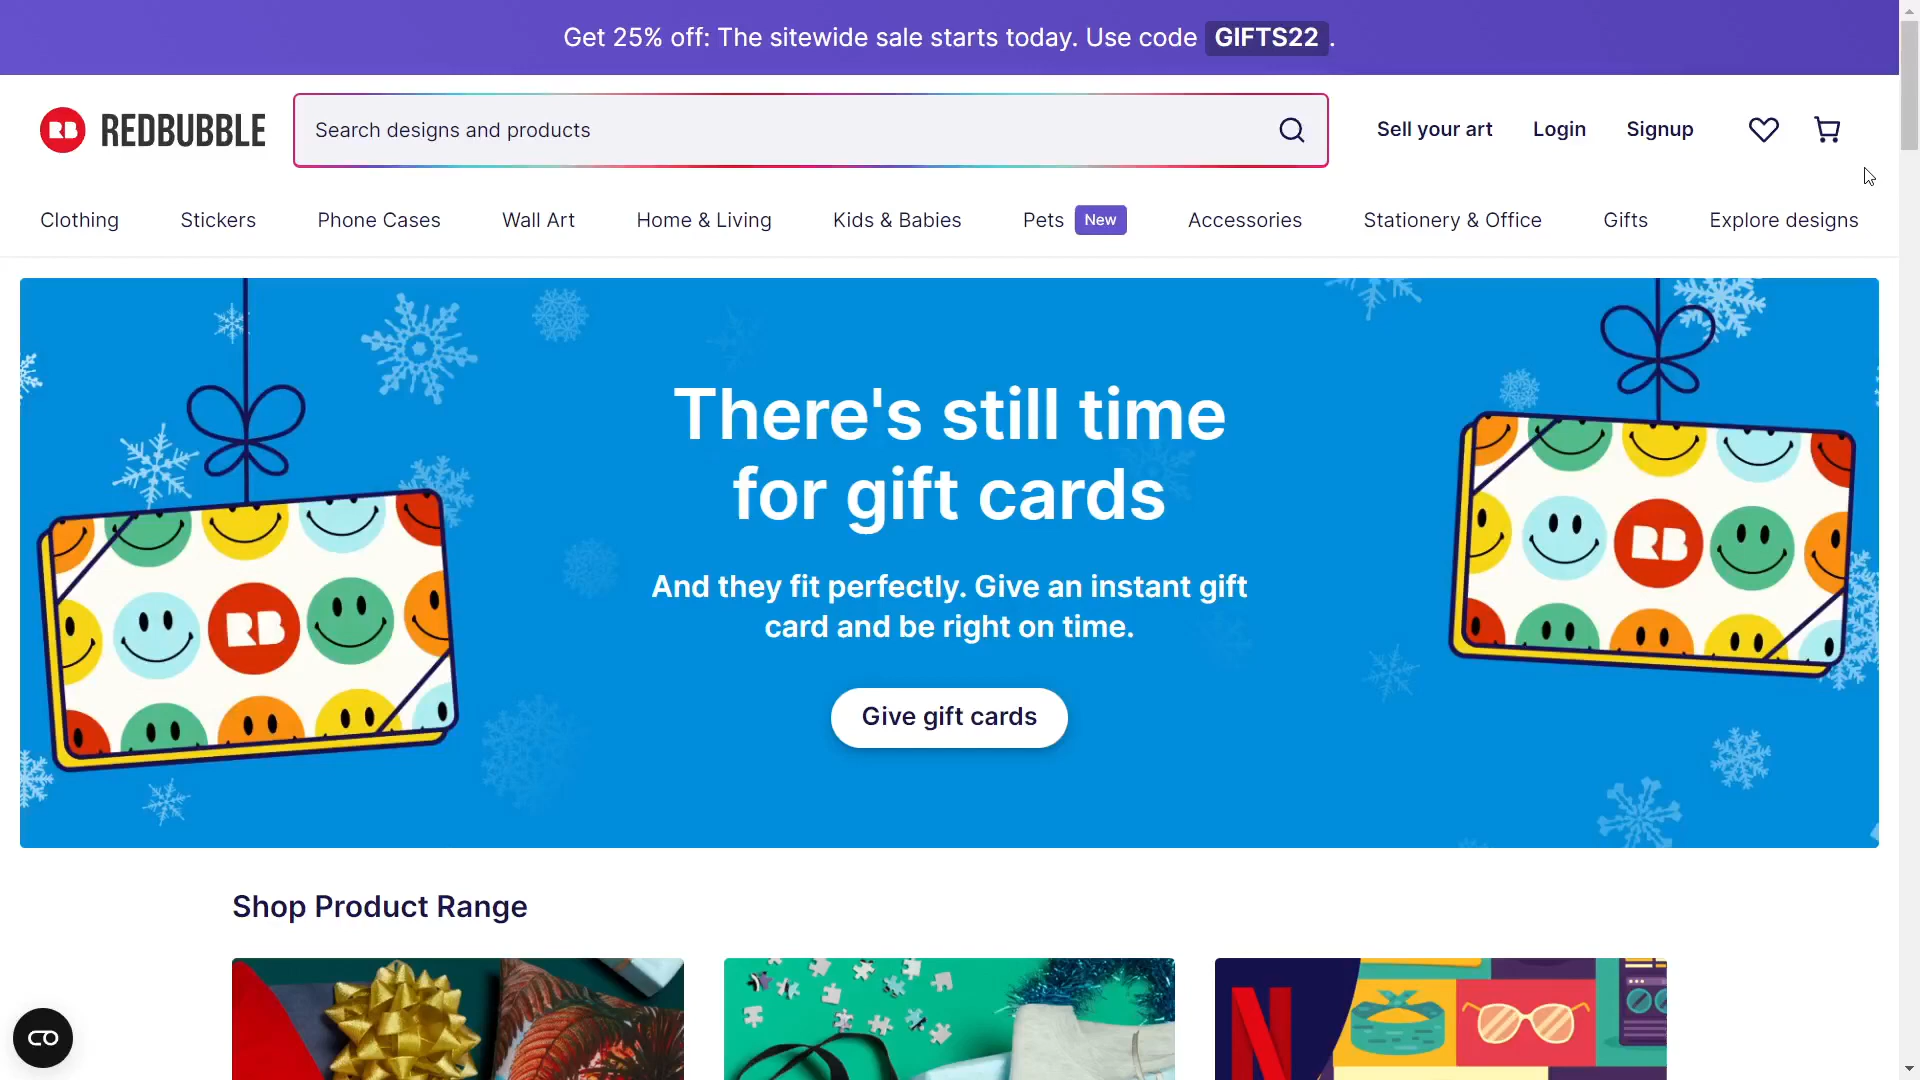 Get 25% off: The sitewide sale starts today. Use code GIFTS22.
RB REDBUBBLE
Search designs and products
Sell your art
Login
Signup
Clothing
Stickers
Phone Cases
Wall Art
Home & Living
Kids & Babies
Pets New
Accessories
Stationery & Office
Gifts
Explore designs
There's still time
for gift cards
And they fit perfectly. Give an instant gift
card and be right on time.
Give gift cards
RB
RB
Shop Product Range
N